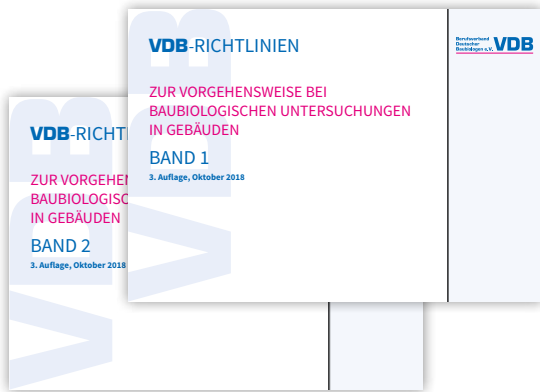 VDB-RICHTLINIEN
Berufsverband
Deutscher
Baubiologen e.V. VDB
ZUR VORGEHENSWEISE BEI
BAUBIOLOGISCHEN UNTERSUCHUNGEN
IN GEBÄUDEN
BAND 1
3. Auflage, Oktober 2018
VDB
VDB-RICHT
ZUR VORGEHEN
BAUBIOLOGISC
IN GEBÄUDEN
BAND 2
3. Auflage, Oktober 2018
VDB